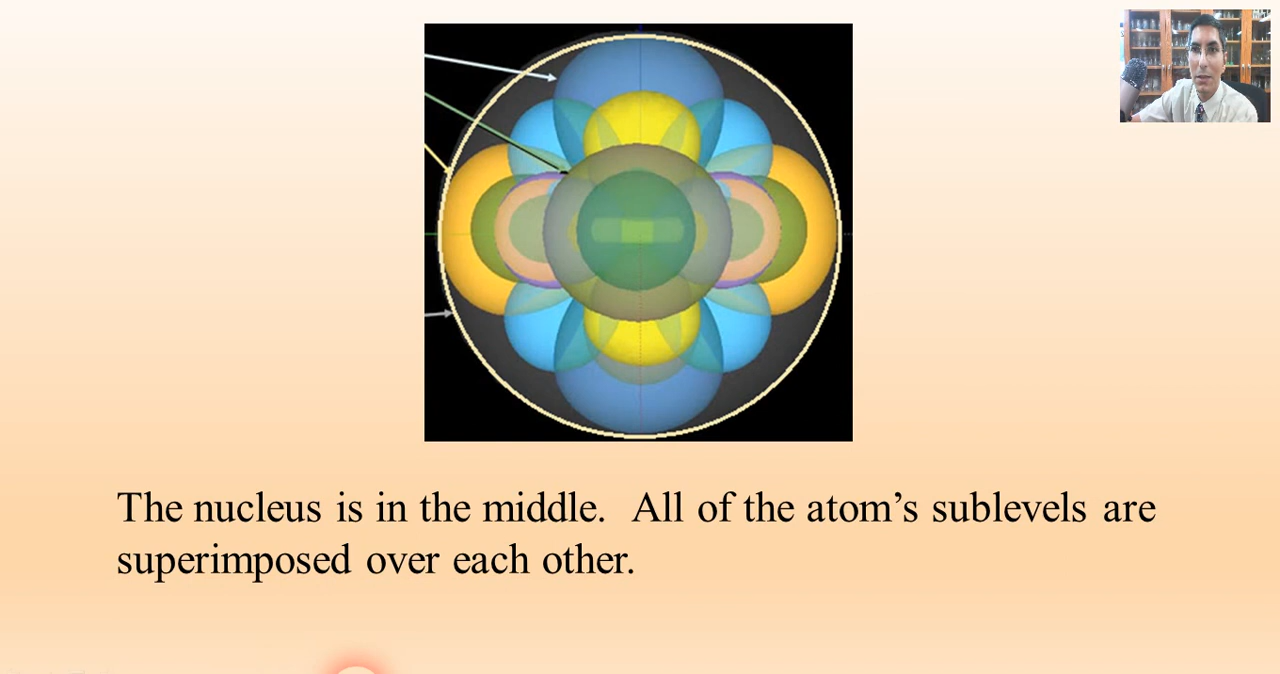 The nucleus is in the middle.  All of the atom’s sublevels are
superimposed over each other.